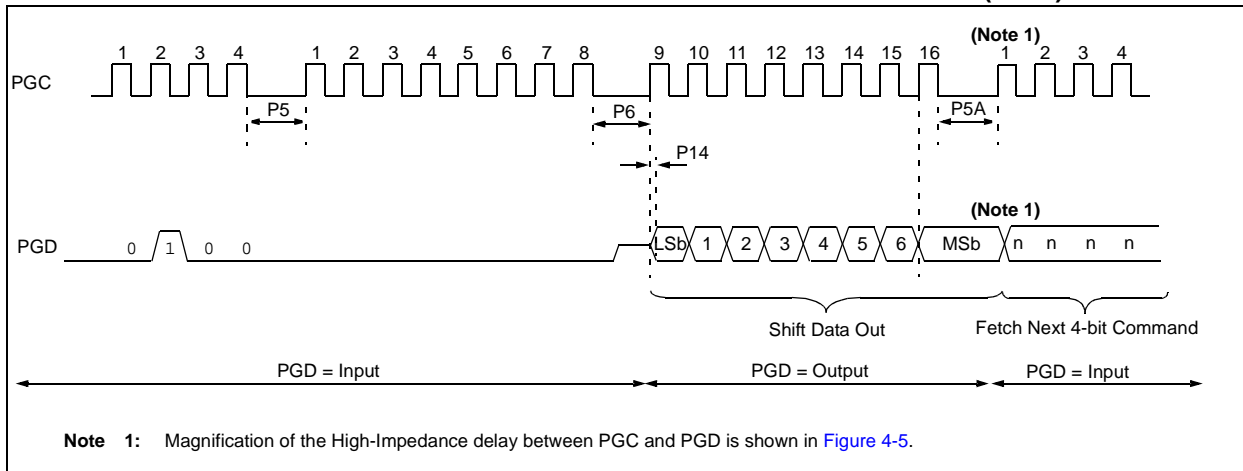 (Note 1)
1 2 3 4 1 2 3 4 5 6 7 8 9 10 11 12 13 14 15 16 1 2 3 4
PGC
P5 P6 P5A
P14
(Note 1)
PGD 0 1 0 0 LSb 1 2 3 4 5 6 MSb n n n n
Shift Data Out Fetch Next 4-bit Command
PGD = Input PGD = Output PGD = Input
Note 1: Magnification of the High-Impedance delay between PGC and PGD is shown in Figure 4-5.